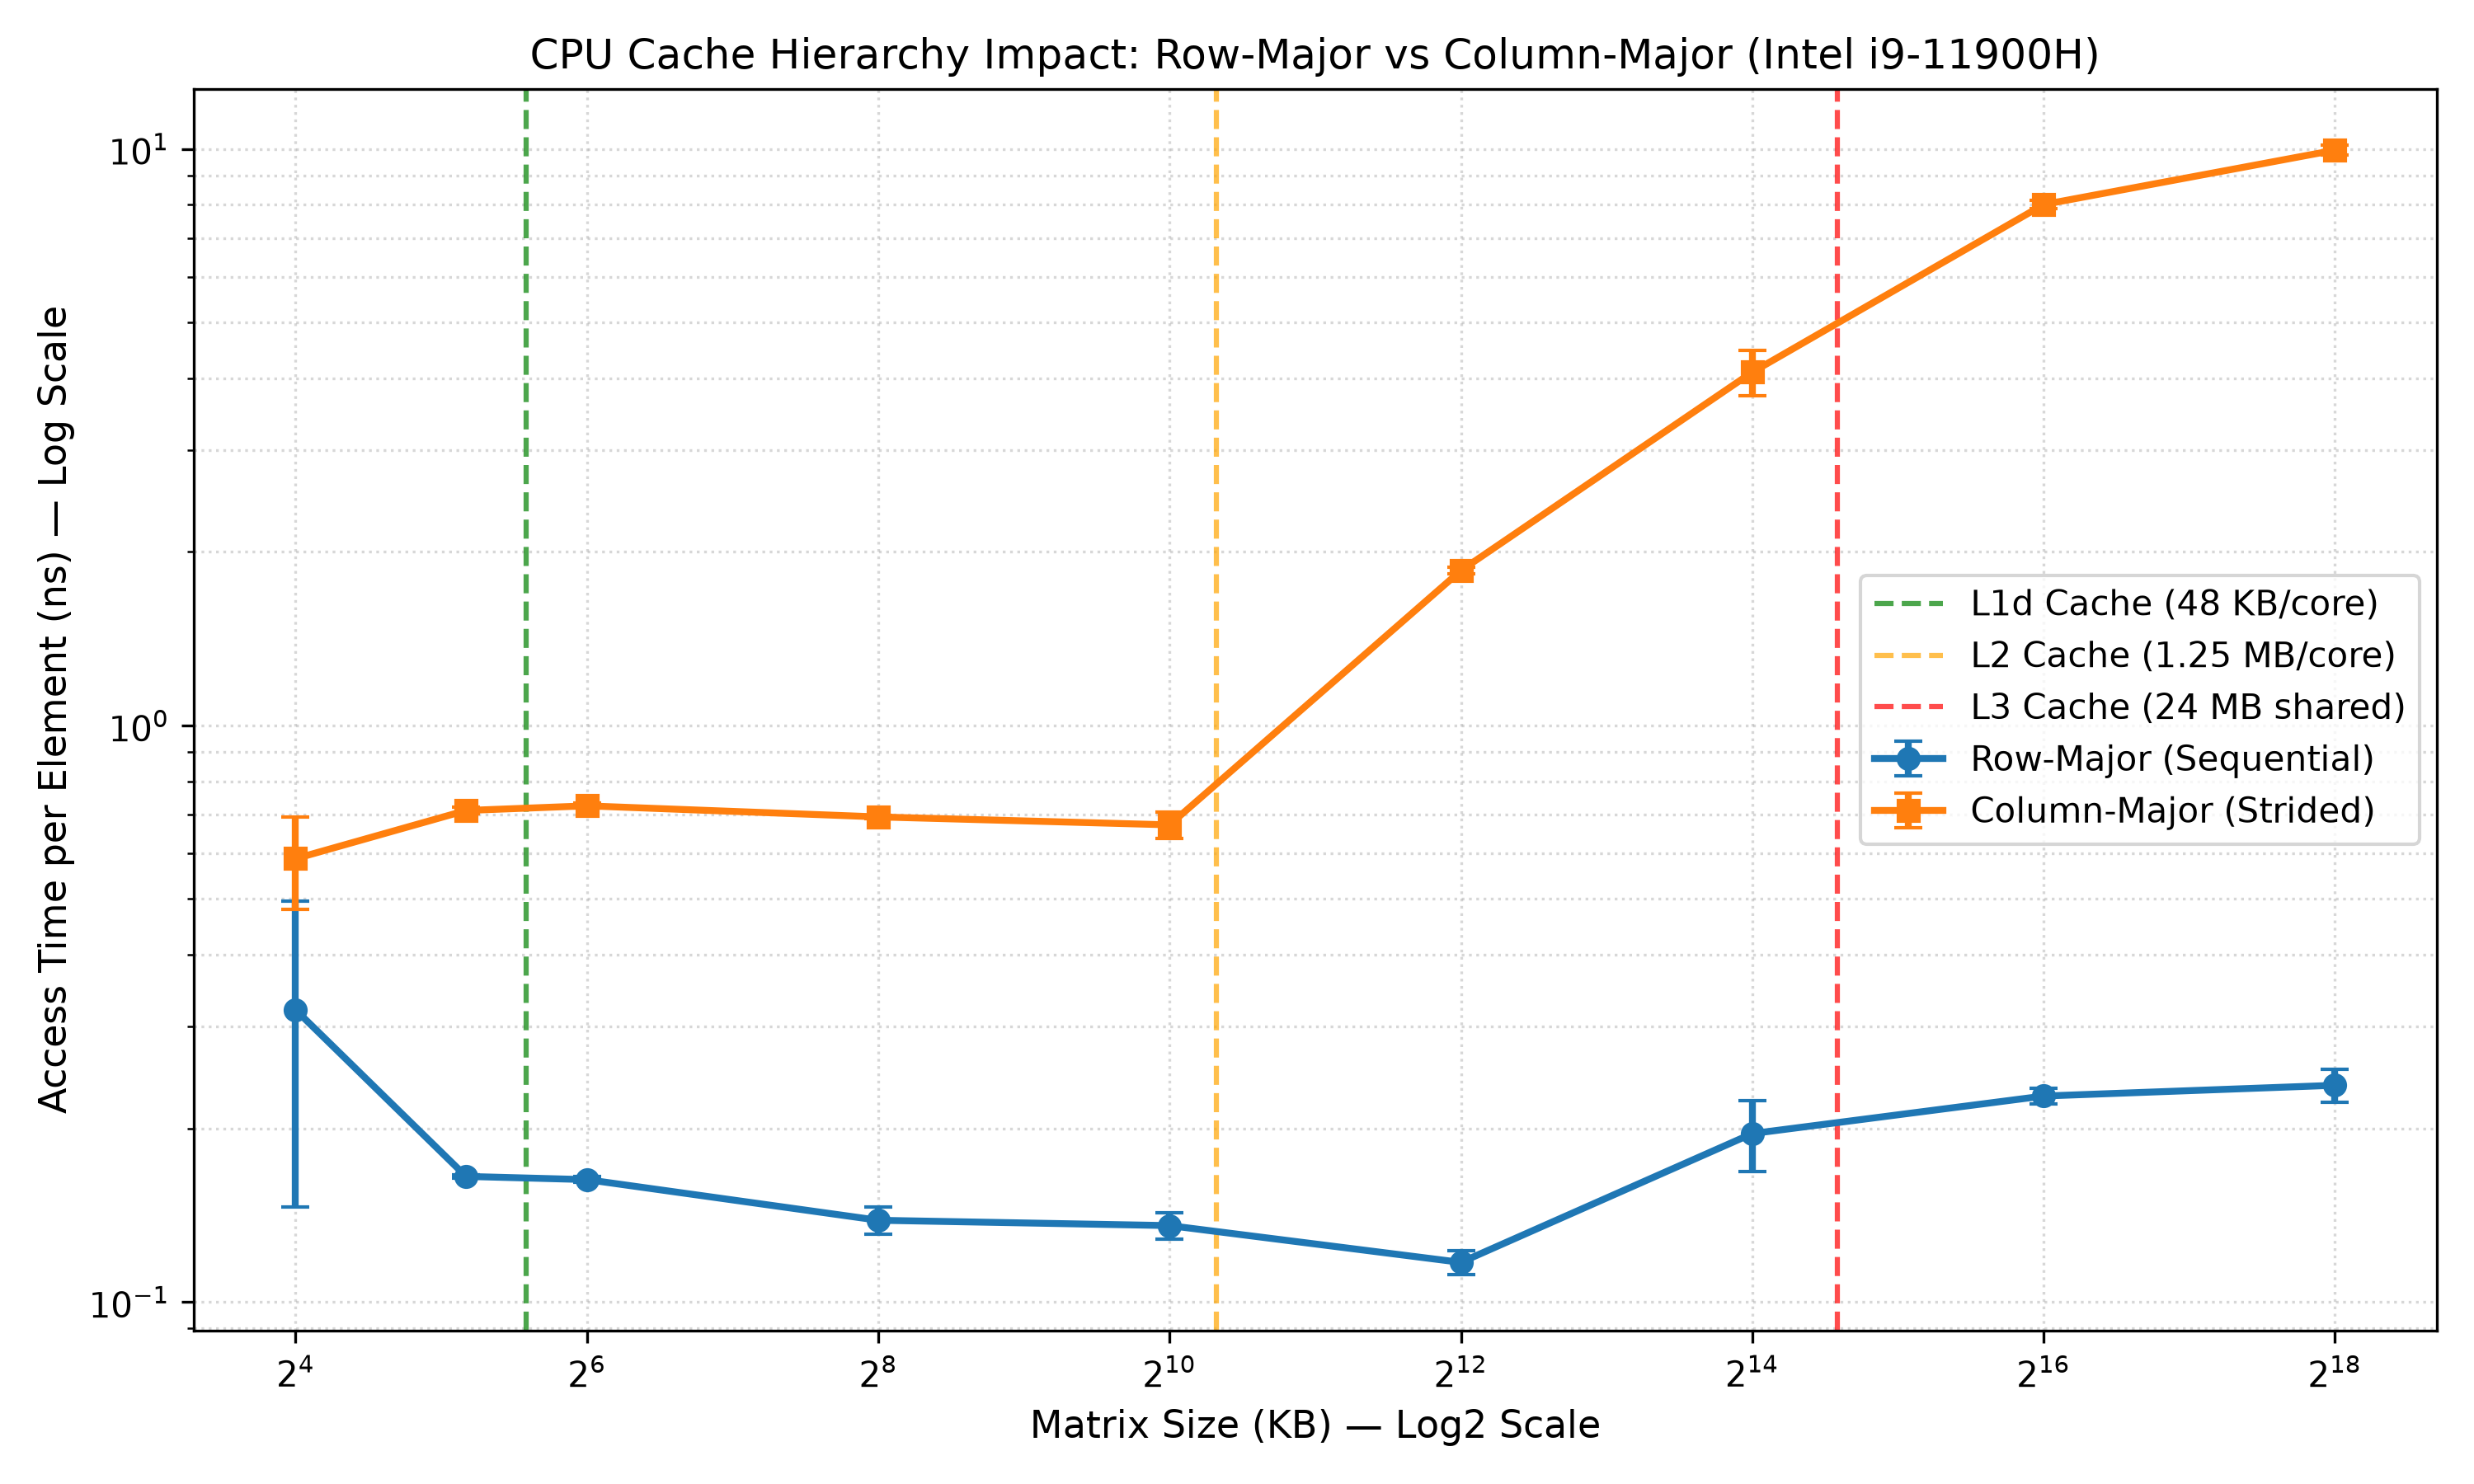 CPU Cache Hierarchy Impact: Row-Major vs Column-Major (Intel i9-11900H)
Access Time per Element (ns) — Log Scale
10¹
10⁰
10⁻¹
L1d Cache (48 KB/core)
L2 Cache (1.25 MB/core)
L3 Cache (24 MB shared)
Row-Major (Sequential)
Column-Major (Strided)
2⁴ 2⁶ 2⁸ 2¹⁰ 2¹² 2¹⁴ 2¹⁶ 2¹⁸
Matrix Size (KB) — Log2 Scale